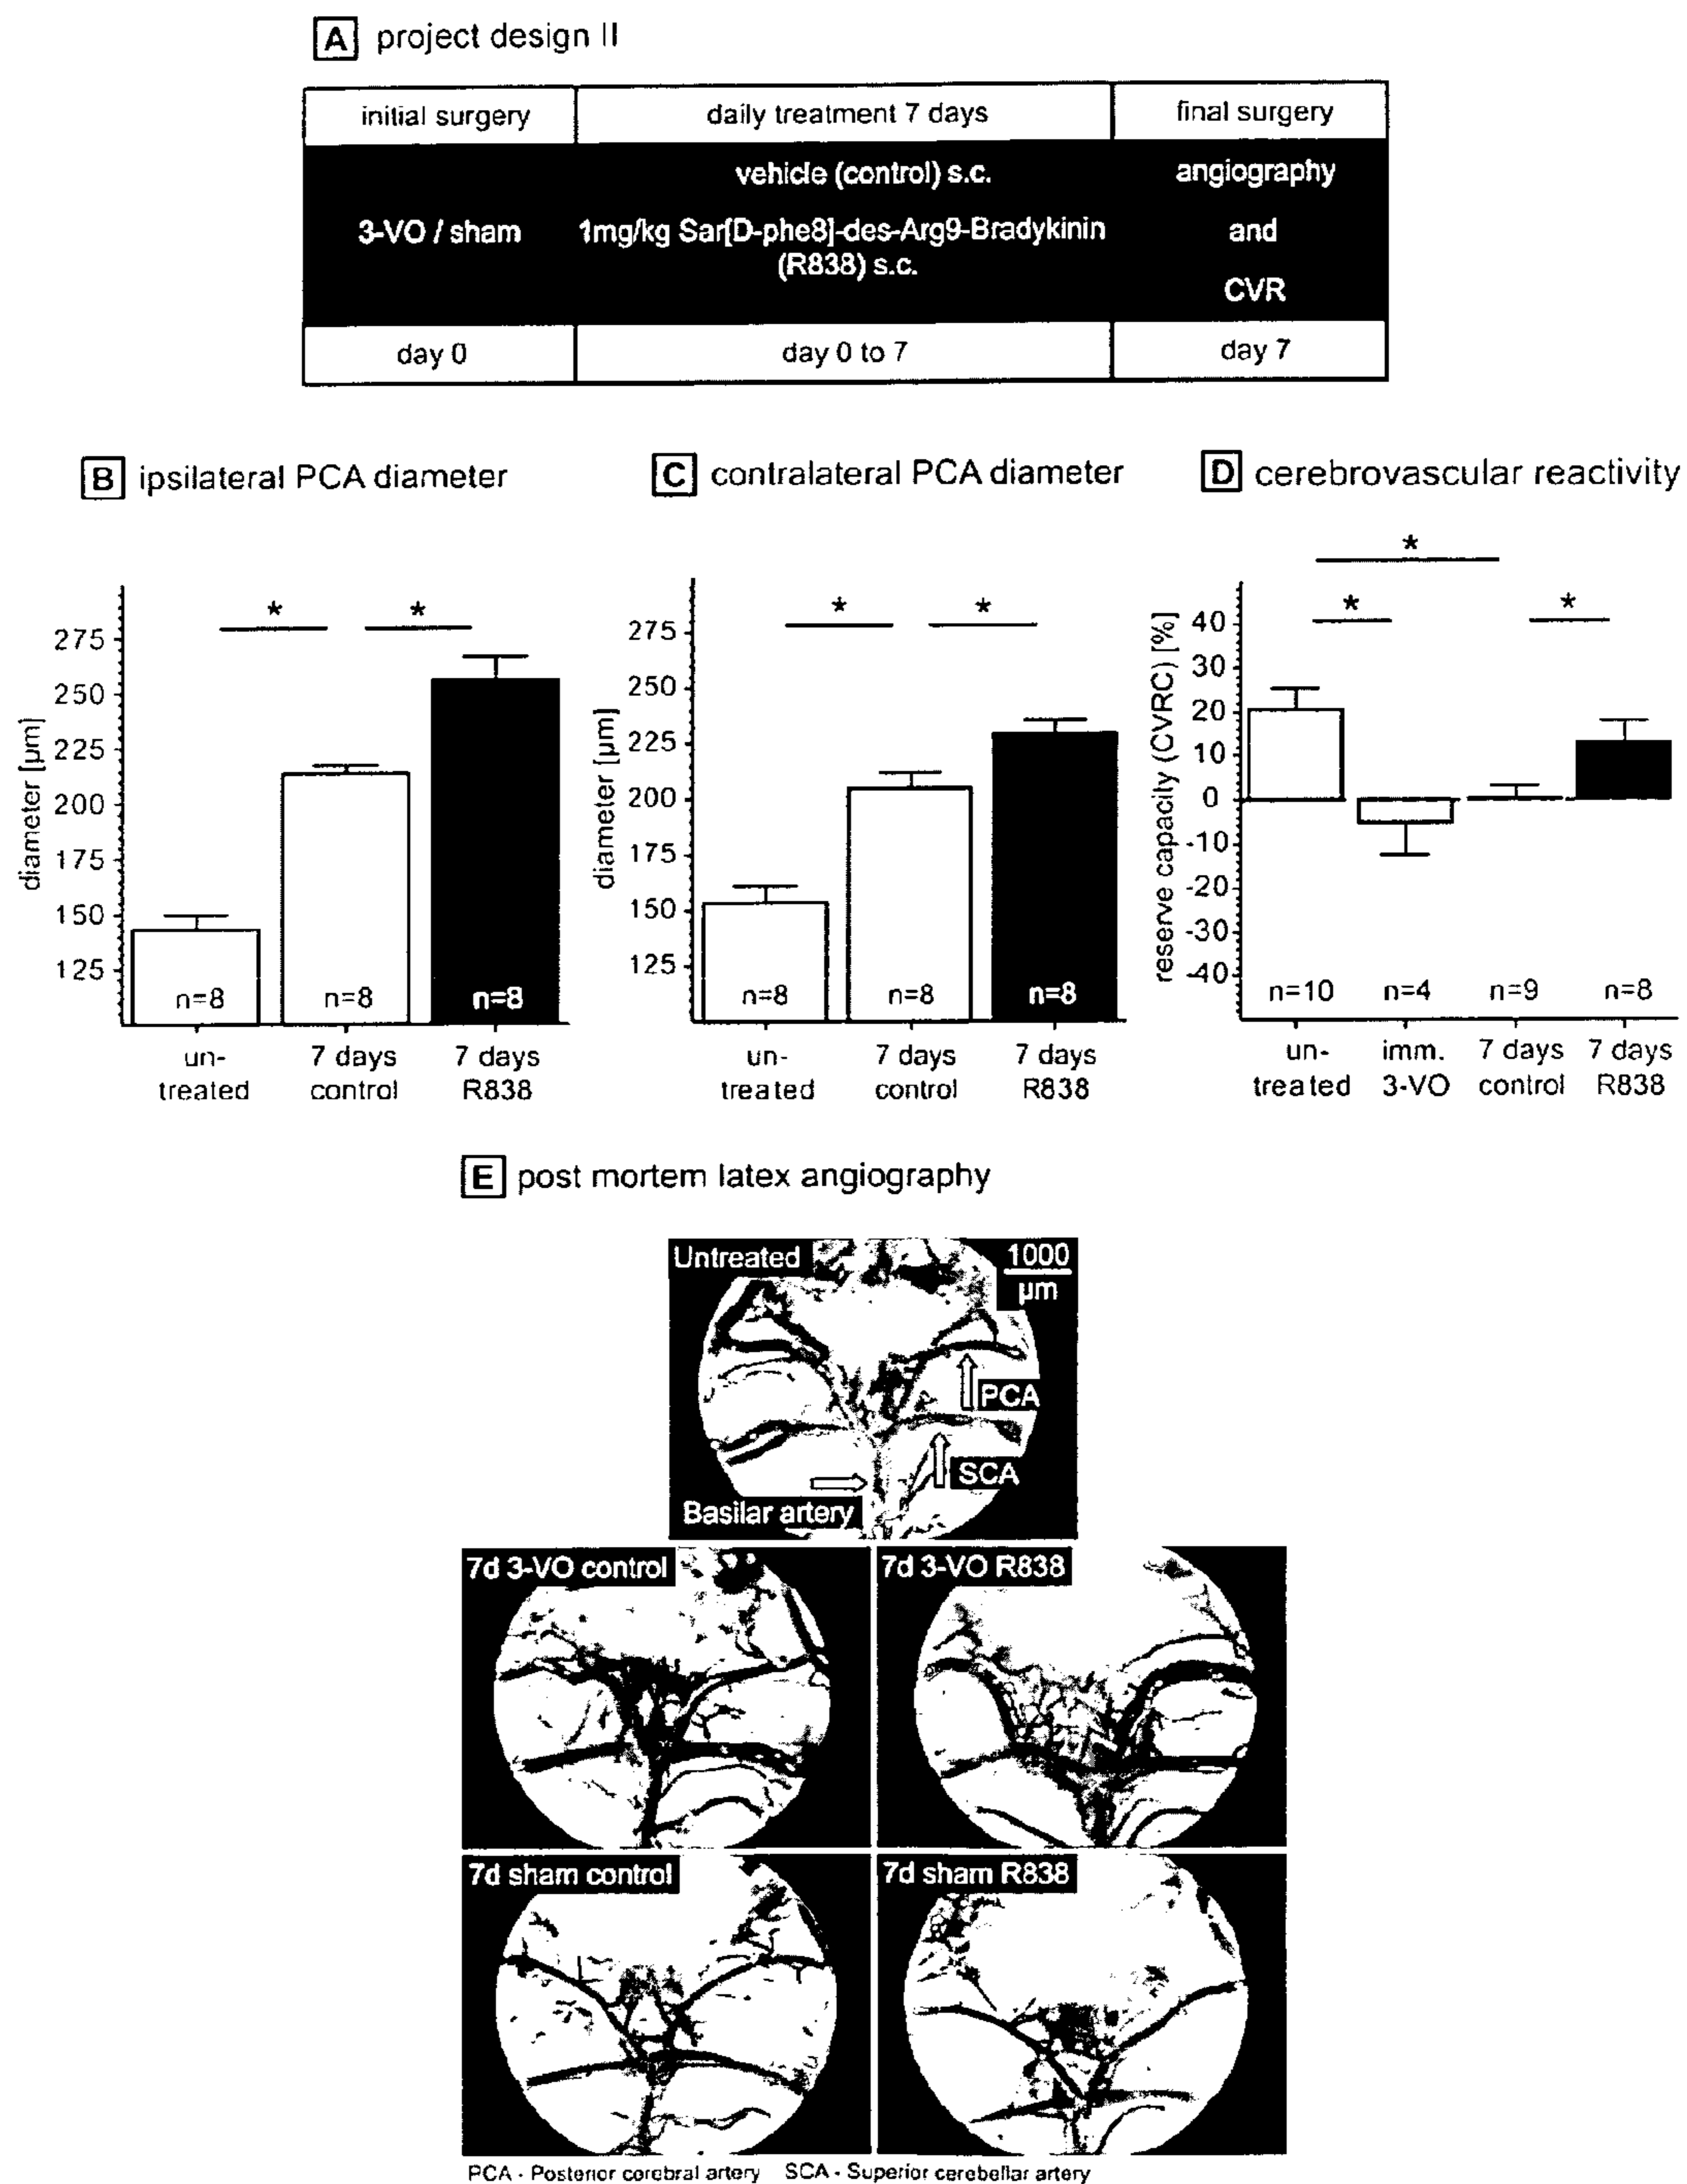 A project design II
initial surgery daily treatment 7 days final surgery
vehicle (control) s.c. angiography
3-VO / sham 1mg/kg Sar[D-phe8]-des-Arg9-Bradykinin and
(R838) s.c.
CVR
day 0 day 0 to 7 day 7
B ipsilateral PCA diameter
diameter [µm]
275
250
225
200
175
150
125
* *
n=8 n=8 n=8
un- 7 days 7 days
treated control R838
C contralateral PCA diameter
diameter [µm]
275
250
225
200
175
150
125
* *
n=8 n=8 n=8
un- 7 days 7 days
treated control R838
D cerebrovascular reactivity
reserve capacity (CVRC) [%]
40
30
20
10
0
-10
-20
-30
-40
*
* *
n=10 n=4 n=9 n=8
un- imm. 7 days 7 days
treated 3-VO control R838
E post mortem latex angiography
Untreated 1000
µm
PCA
SCA
Basilar artery
7d 3-VO control 7d 3-VO R838
7d sham control 7d sham R838
PCA - Posterior cerebral artery SCA - Superior cerebellar artery